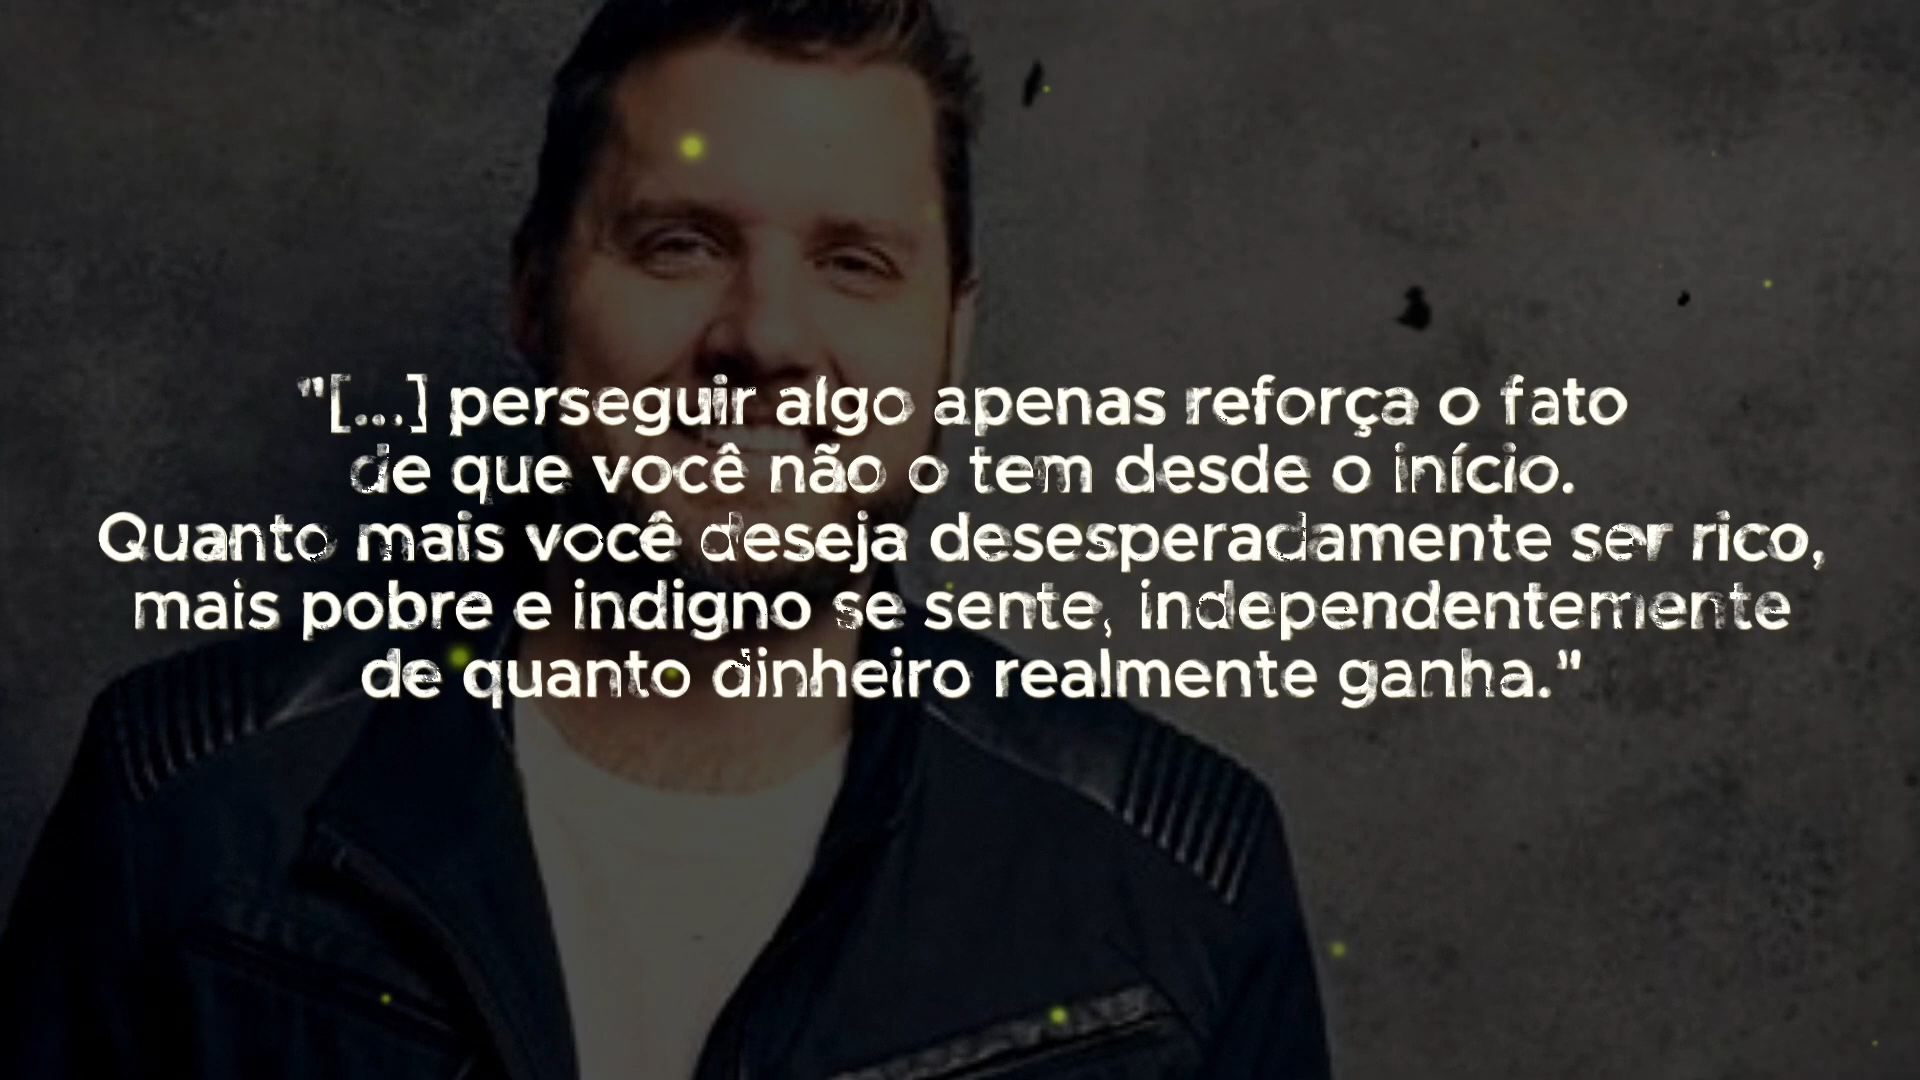 "[...] perseguir algo apenas reforça o fato
de que você não o tem desde o início.
Quanto mais você deseja desesperadamente ser rico,
mais pobre e indigno se sente, independentemente
de quanto dinheiro realmente ganha."